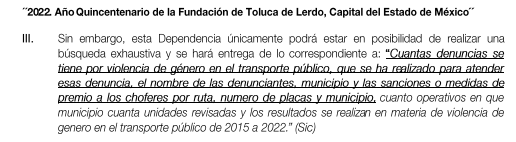 ´´2022. Año Quincentenario de la Fundación de Toluca de Lerdo, Capital del Estado de México´´
III. Sin embargo, esta Dependencia únicamente podrá estar en posibilidad de realizar una
búsqueda exhaustiva y se hará entrega de lo correspondiente a: "Cuantas denuncias se
tiene por violencia de género en el transporte público, que se ha realizado para atender
esas denuncia, el nombre de las denunciantes, municipio y las sanciones o medidas de
premio a los choferes por ruta, numero de placas y municipio, cuanto operativos en que
municipio cuanta unidades revisadas y los resultados se realizan en materia de violencia de
genero en el transporte público de 2015 a 2022." (Sic)